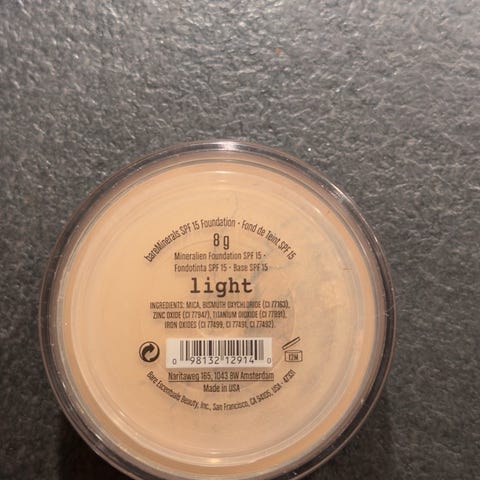 bareMinerals SPF 15 Foundation - Fond de Teint SPF 15
8 g
Mineralien Foundation SPF 15 -
Fondotinta SPF 15 - Base SPF 15
light
INGREDIENTS: MICA, BISMUTH OXYCHLORIDE (CI 77163),
ZINC OXIDE (CI 77947), TITANIUM DIOXIDE (CI 77891),
IRON OXIDES (CI 77499, CI 77491, CI 77492).
0 98132 12914 0
12M
Naritaweg 165, 1043 BW Amsterdam
Made in USA
Bare Escentuals Beauty, Inc., San Francisco, CA 94105, USA - 47331